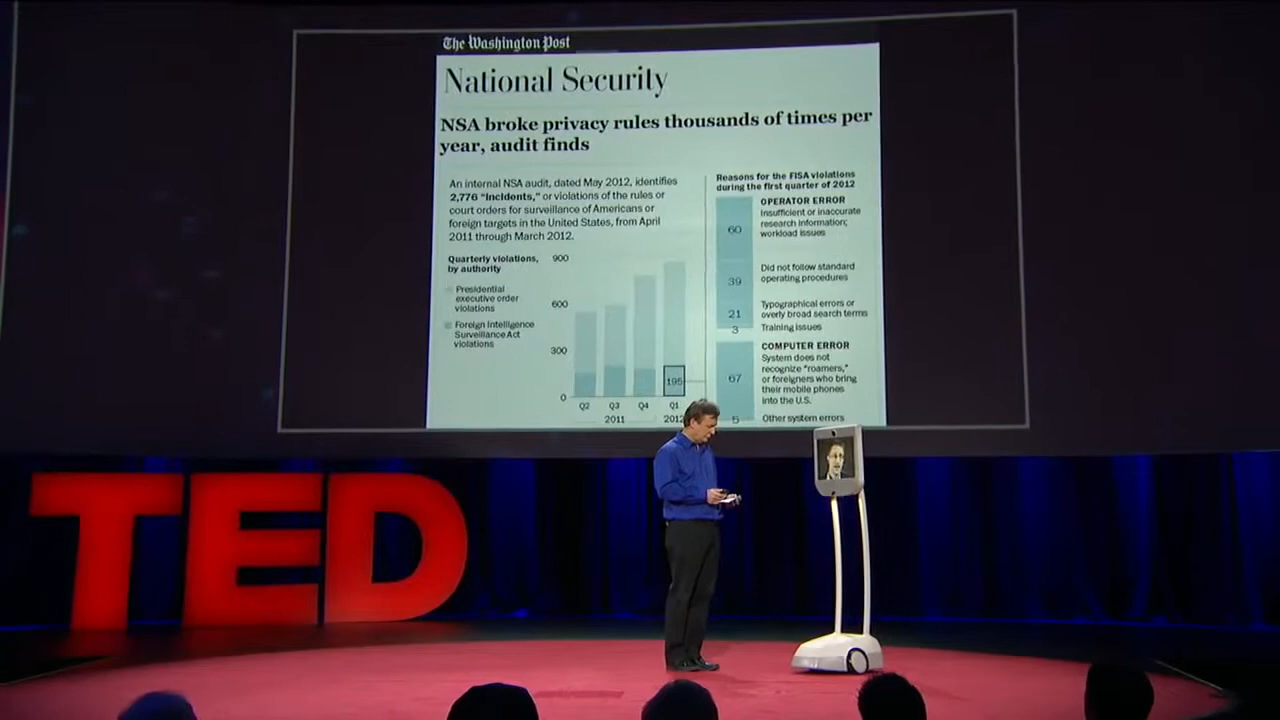 The Washington Post
National Security
NSA broke privacy rules thousands of times per
year, audit finds
An internal NSA audit, dated May 2012, identifies
2,776 "incidents," or violations of the rules or
court orders for surveillance of Americans or
foreign targets in the United States, from April
2011 through March 2012.
Quarterly violations,
by authority
Presidential
executive order
violations
Foreign Intelligence
Surveillance Act
violations
900
600
300
0
195
Q2
Q3
Q4
Q1
2011
2012
Reasons for the FISA violations
during the first quarter of 2012
60
OPERATOR ERROR
Insufficient or inaccurate
research information;
workload issues
39
Did not follow standard
operating procedures
21
Typographical errors or
overly broad search terms
3
Training issues
67
COMPUTER ERROR
System does not
recognize "roamers,"
or foreigners who bring
their mobile phones
into the U.S.
5
Other system errors
TED